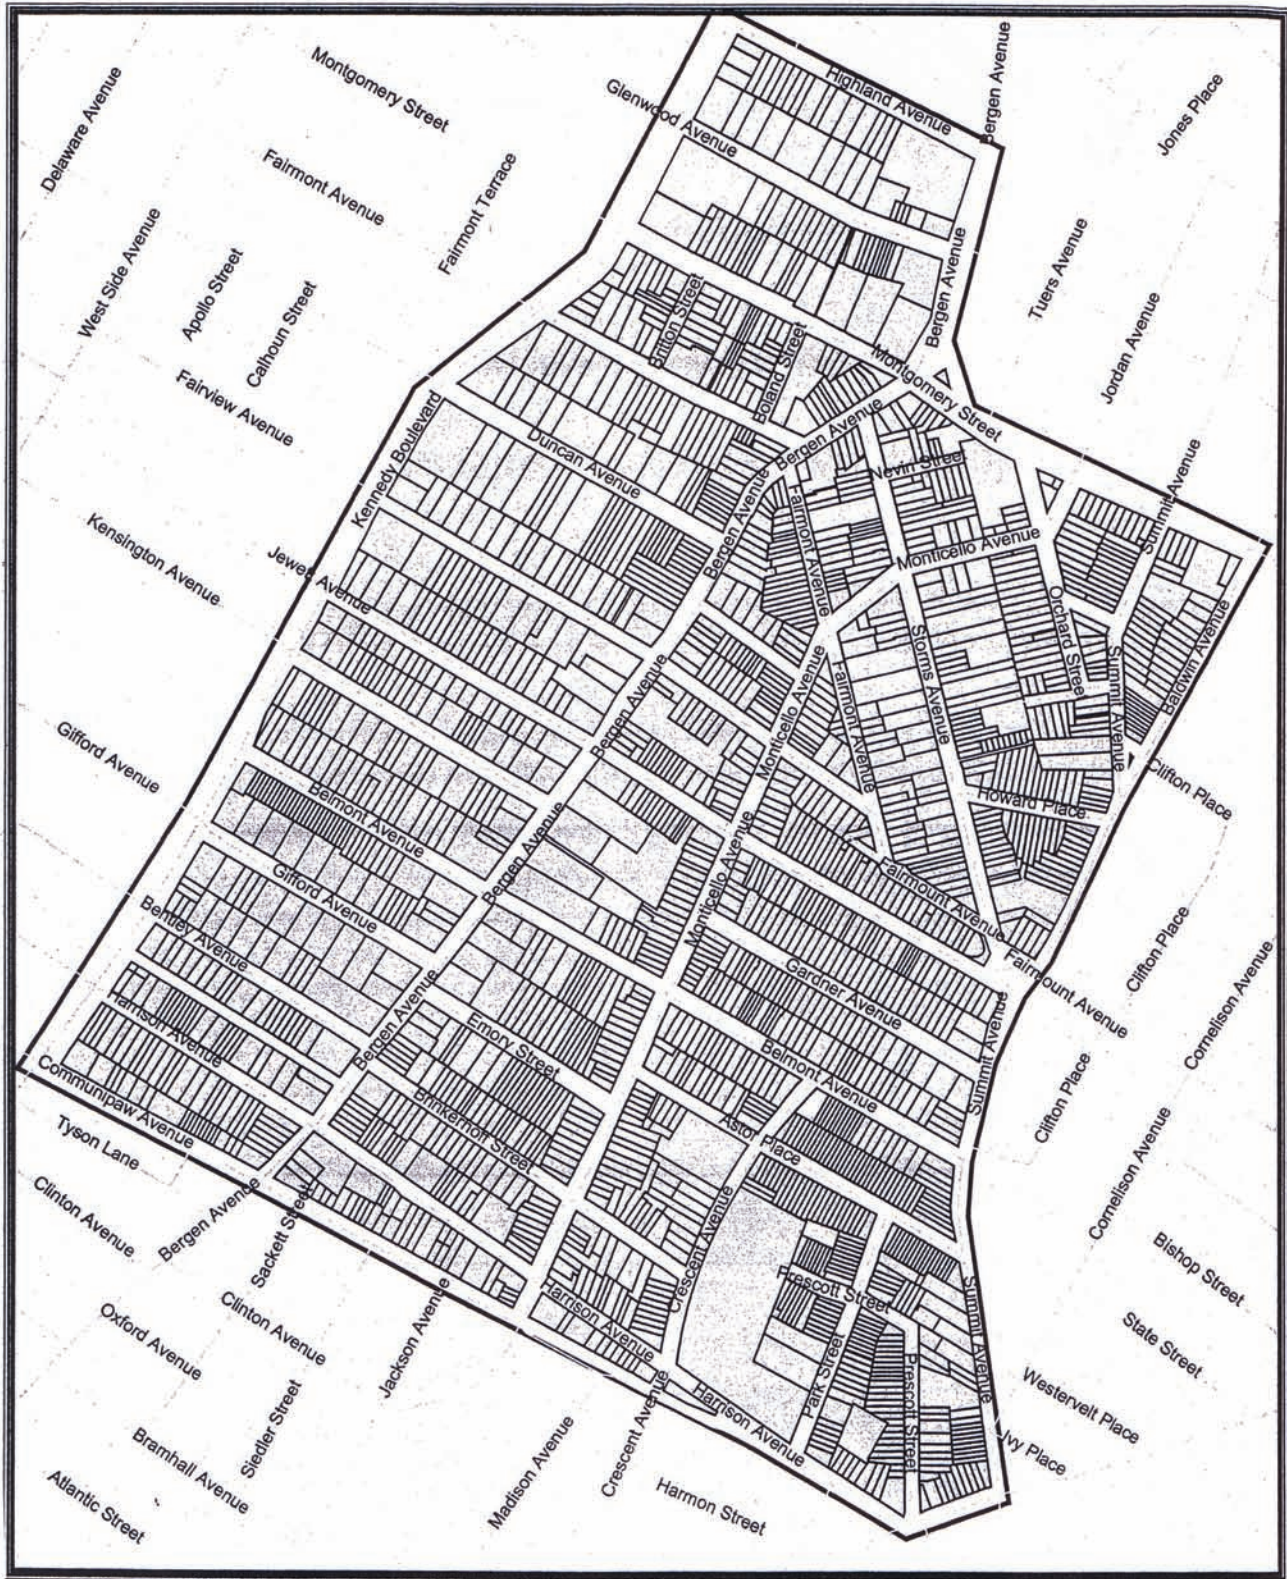 Montgomery Street
Delaware Avenue
Highland Avenue
Bergen Avenue
Jones Place
Glenwood Avenue
Fairmont Avenue
Fairmont Terrace
West Side Avenue
Apollo Street
Calhoun Street
Bergen Avenue
Tuers Avenue
Britton Street
Boland Street
Montgomery Street
Jordan Avenue
Fairview Avenue
Kennedy Boulevard
Duncan Avenue
Bergen Avenue
Nevin Street
Summit Avenue
Bergen Avenue
Fairmont Avenue
Monticello Avenue
Kensington Avenue
Jewett Avenue
Orchard Street
Storms Avenue
Summit Avenue
Baldwin Avenue
Bergen Avenue
Monticello Avenue
Fairmont Avenue
Gifford Avenue
Clifton Place
Howard Place
Belmont Avenue
Bergen Avenue
Monticello Avenue
Gifford Avenue
Fairmount Avenue
Bentley Avenue
Fairmount Avenue
Clifton Place
Cornelison Avenue
Gardner Avenue
Harrison Avenue
Bergen Avenue
Emory Street
Belmont Avenue
Summit Avenue
Communipaw Avenue
Brinkerhoff Street
Astor Place
Clifton Place
Tyson Lane
Cornelison Avenue
Clinton Avenue
Bergen Avenue
Sackett Street
Crescent Avenue
Bishop Street
Prescott Street
Oxford Avenue
Clinton Avenue
Jackson Avenue
Harrison Avenue
Summit Avenue
State Street
Park Street
Prescott Street
Westervelt Place
Siedler Street
Crescent Avenue
Harrison Avenue
Ivy Place
Bramhall Avenue
Atlantic Street
Madison Avenue
Harmon Street